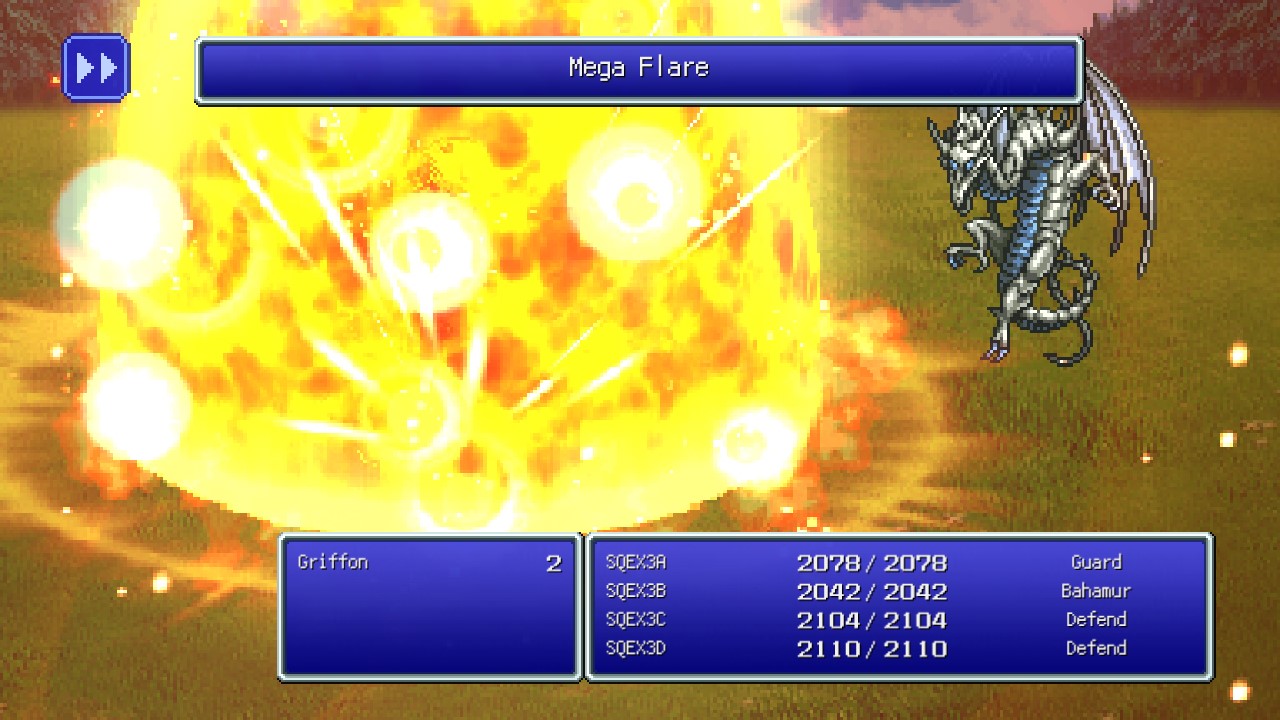 Mega Flare
Griffon 2
SQEX3A 2078/2078 Guard
SQEX3B 2042/2042 Bahamur
SQEX3C 2104/2104 Defend
SQEX3D 2110/2110 Defend